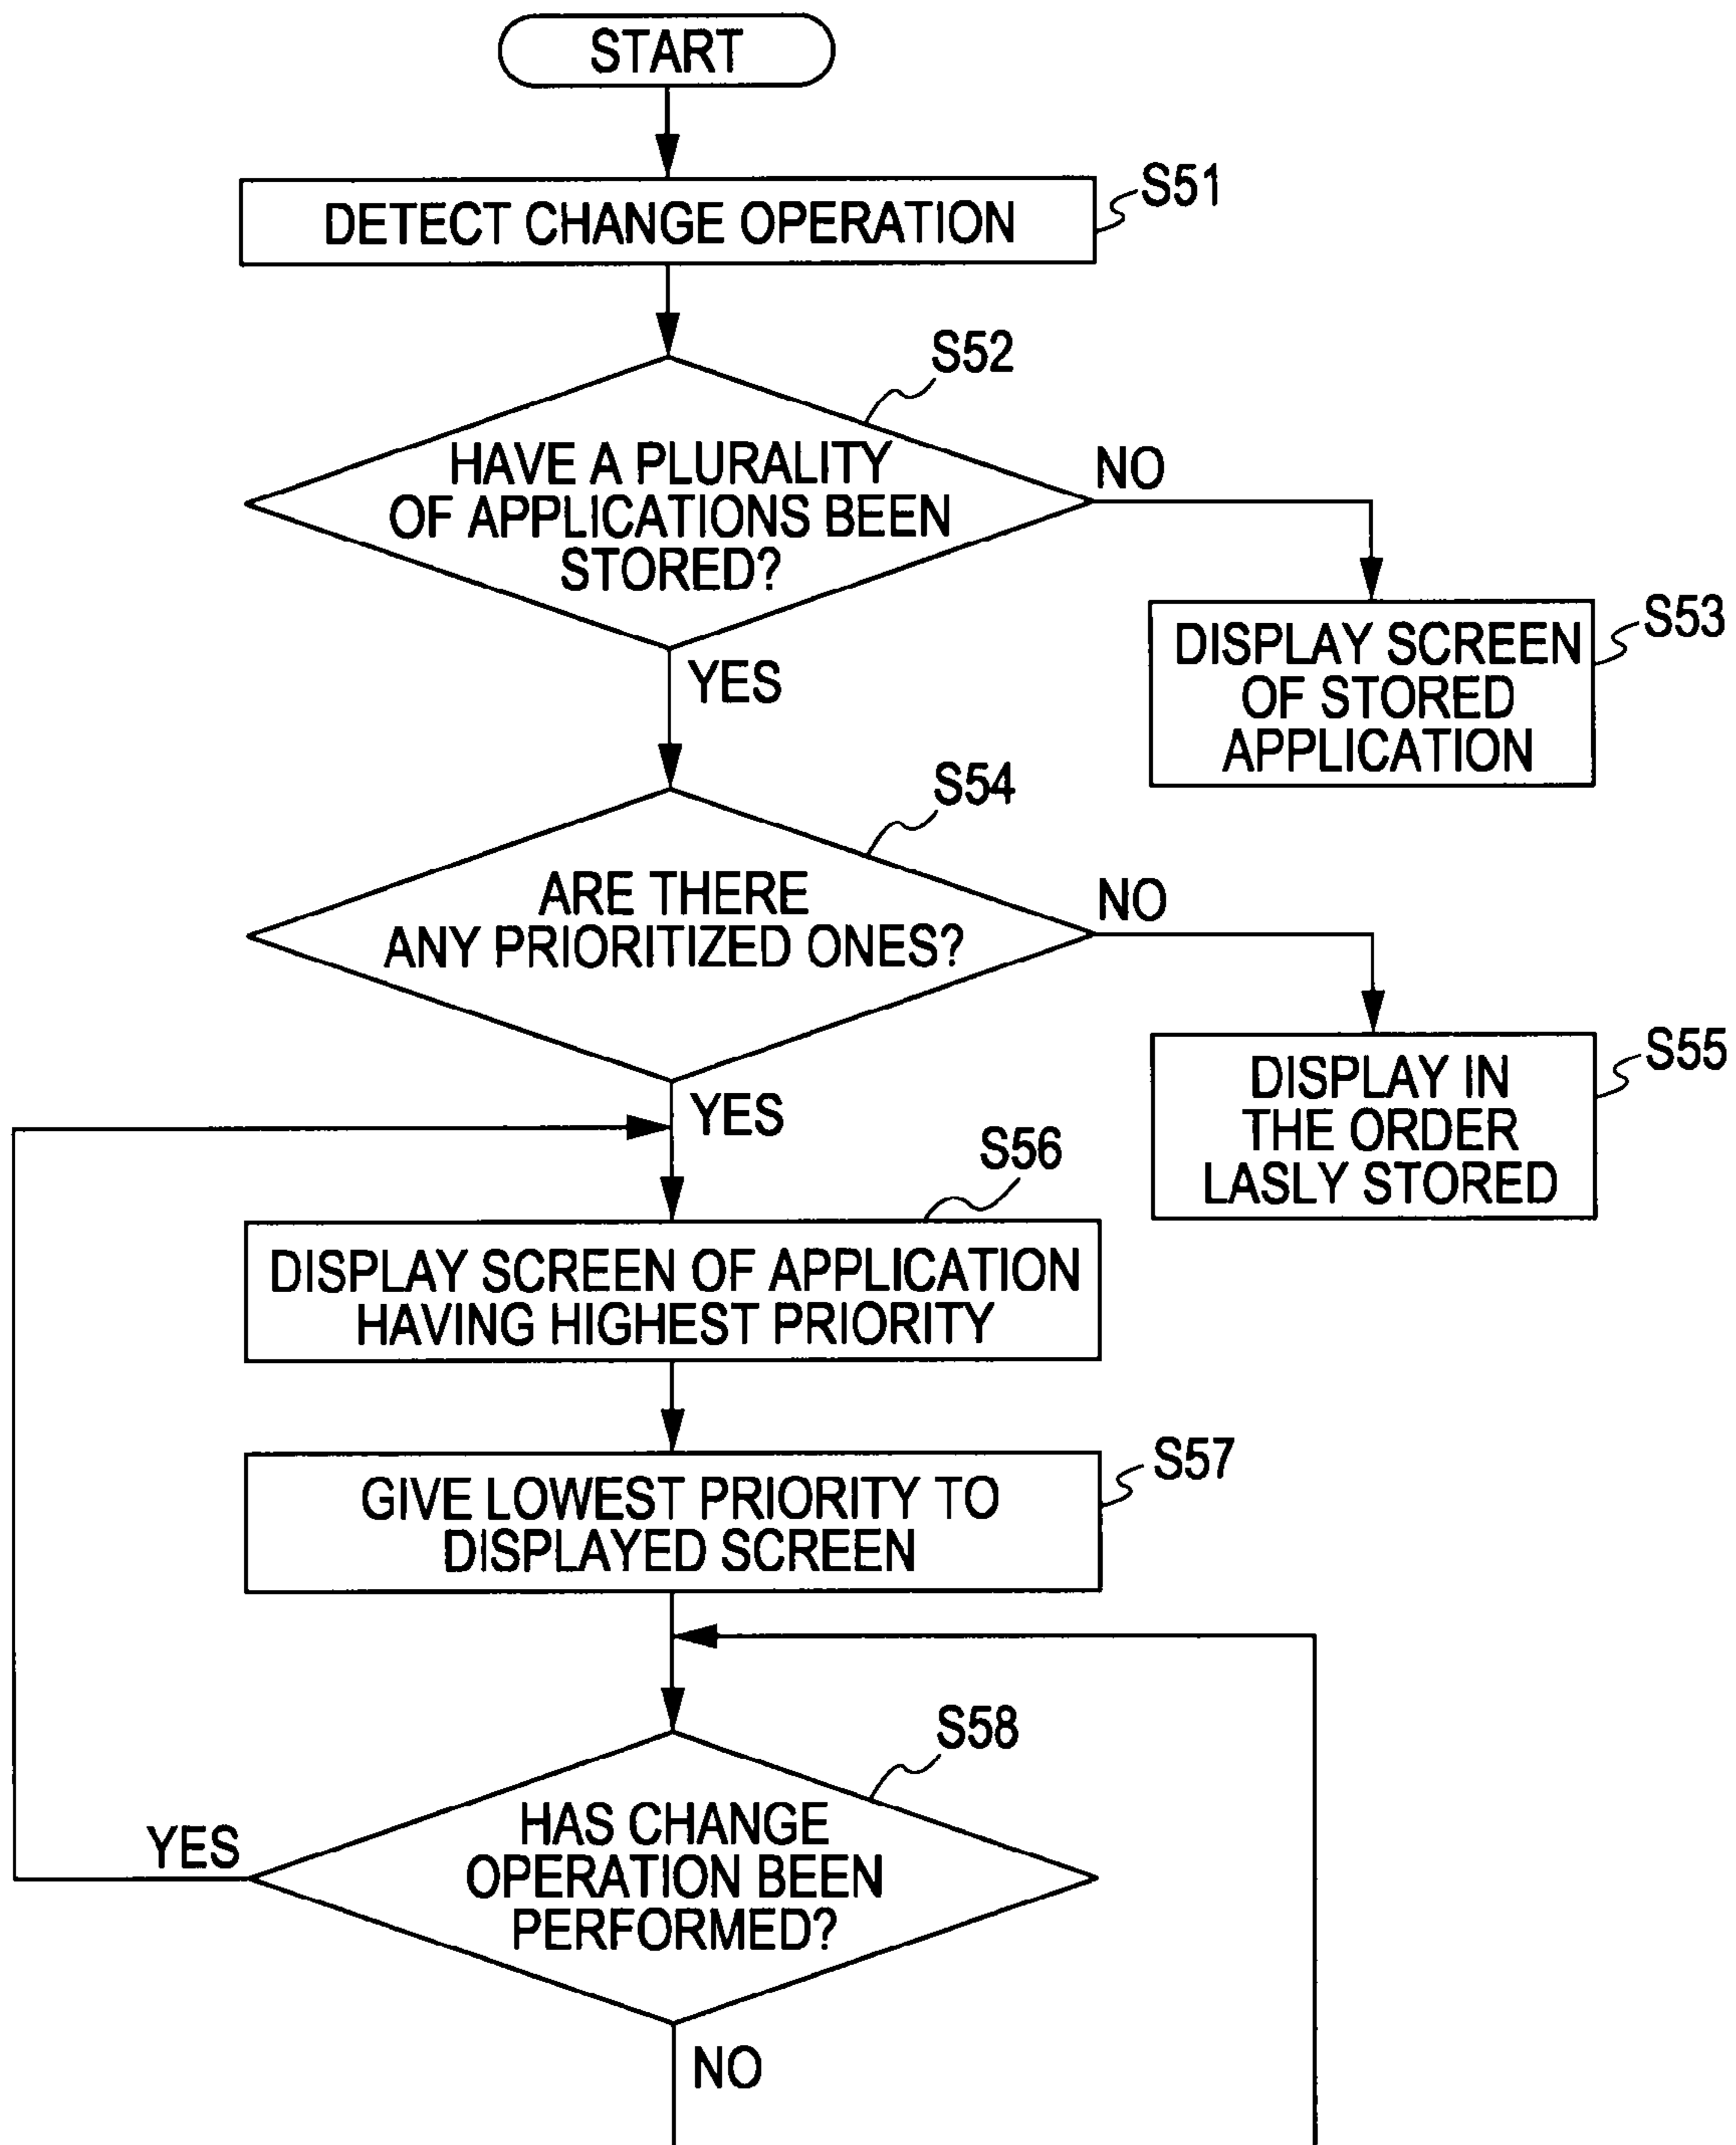 START
DETECT CHANGE OPERATION
S51
S52
HAVE A PLURALITY
OF APPLICATIONS BEEN
STORED?
NO
YES
DISPLAY SCREEN
OF STORED
APPLICATION
S53
S54
ARE THERE
ANY PRIORITIZED ONES?
NO
YES
DISPLAY IN
THE ORDER
LASLY STORED
S55
S56
DISPLAY SCREEN OF APPLICATION
HAVING HIGHEST PRIORITY
GIVE LOWEST PRIORITY TO
DISPLAYED SCREEN
S57
S58
HAS CHANGE
OPERATION BEEN
PERFORMED?
YES
NO